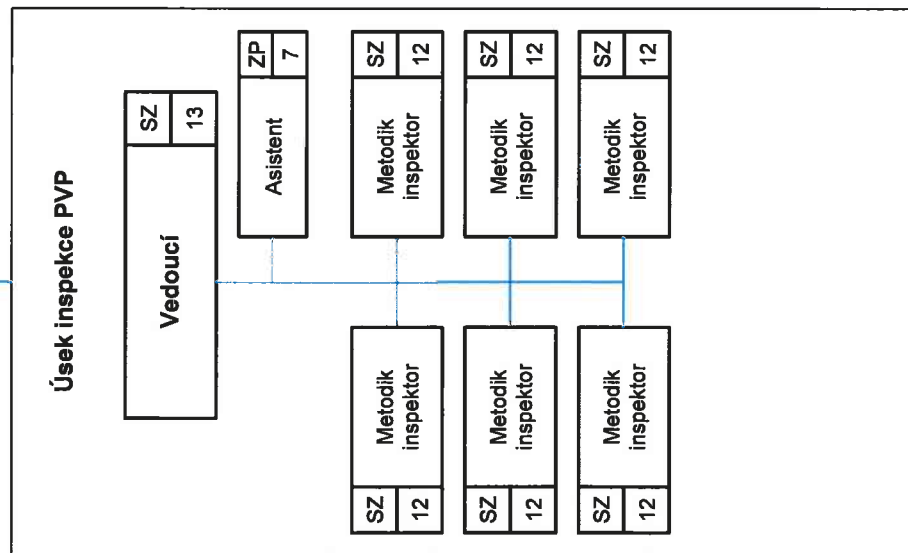 Úsek inspekce PVP
Vedoucí
SZ
13
Asistent
ZP
7
SZ
12
Metodik
inspektor
Metodik
inspektor
SZ
12
SZ
12
Metodik
inspektor
Metodik
inspektor
SZ
12
SZ
12
Metodik
inspektor
Metodik
inspektor
SZ
12